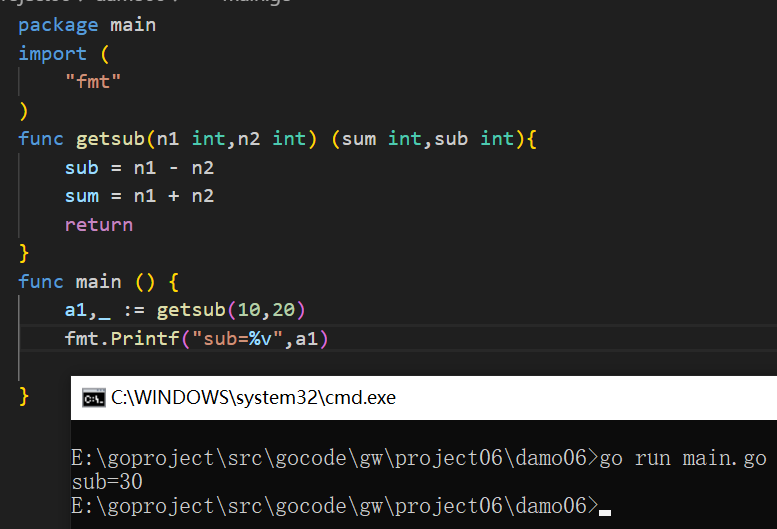 package main
import (
"fmt"
)
func getsub(n1 int,n2 int) (sum int,sub int){
sub = n1 - n2
sum = n1 + n2
return
}
func main () {
a1,_ := getsub(10,20)
fmt.Printf("sub=%v",a1)
}
C:\WINDOWS\system32\cmd.exe
E:\goproject\src\gocode\gw\project06\damo06>go run main.go
sub=30
E:\goproject\src\gocode\gw\project06\damo06>